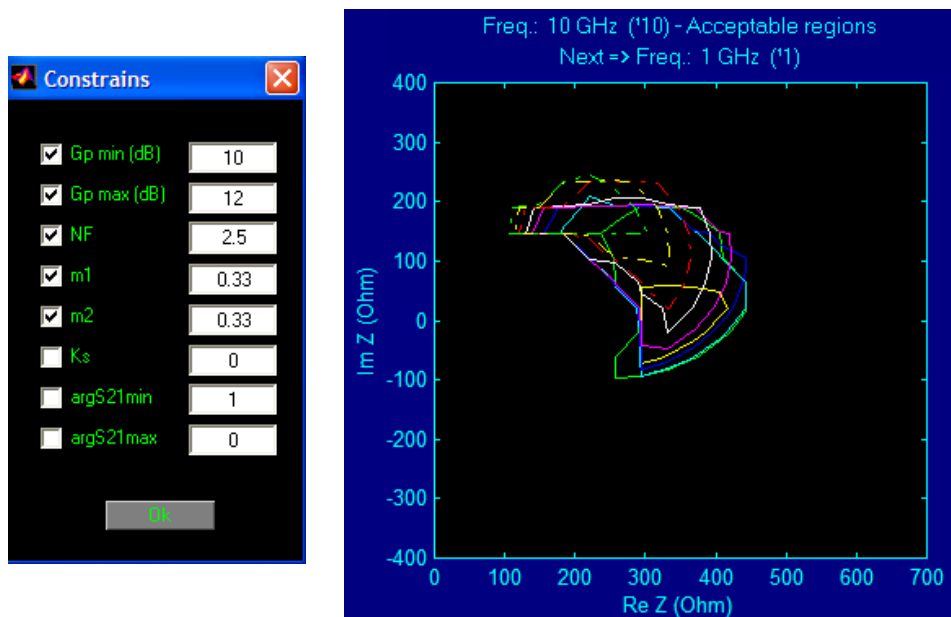 Constrains
Gp min (dB) 10
Gp max (dB) 12
NF 2.5
m1 0.33
m2 0.33
Ks 0
argS21min 1
argS21max 0
Ok
Freq.: 10 GHz (¹10) - Acceptable regions
Next => Freq.: 1 GHz (¹1)
400
300
200
100
0
-100
-200
-300
-400
Im Z (Ohm)
0 100 200 300 400 500 600 700
Re Z (Ohm)